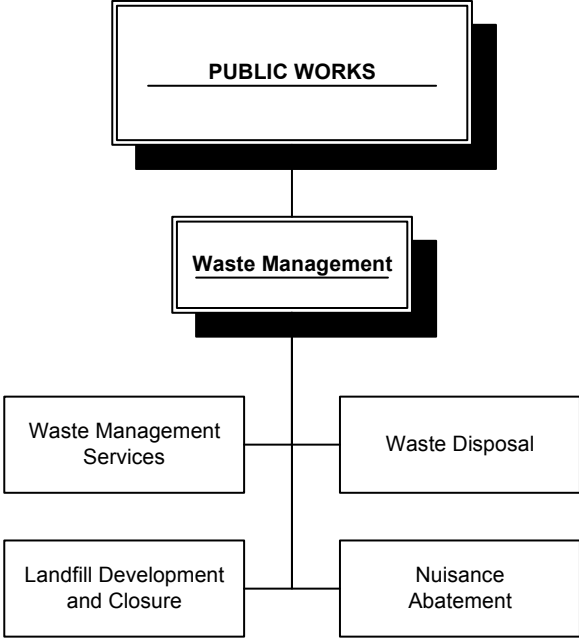 PUBLIC WORKS
Waste Management
Waste Management
Services
Waste Disposal
Landfill Development
and Closure
Nuisance
Abatement